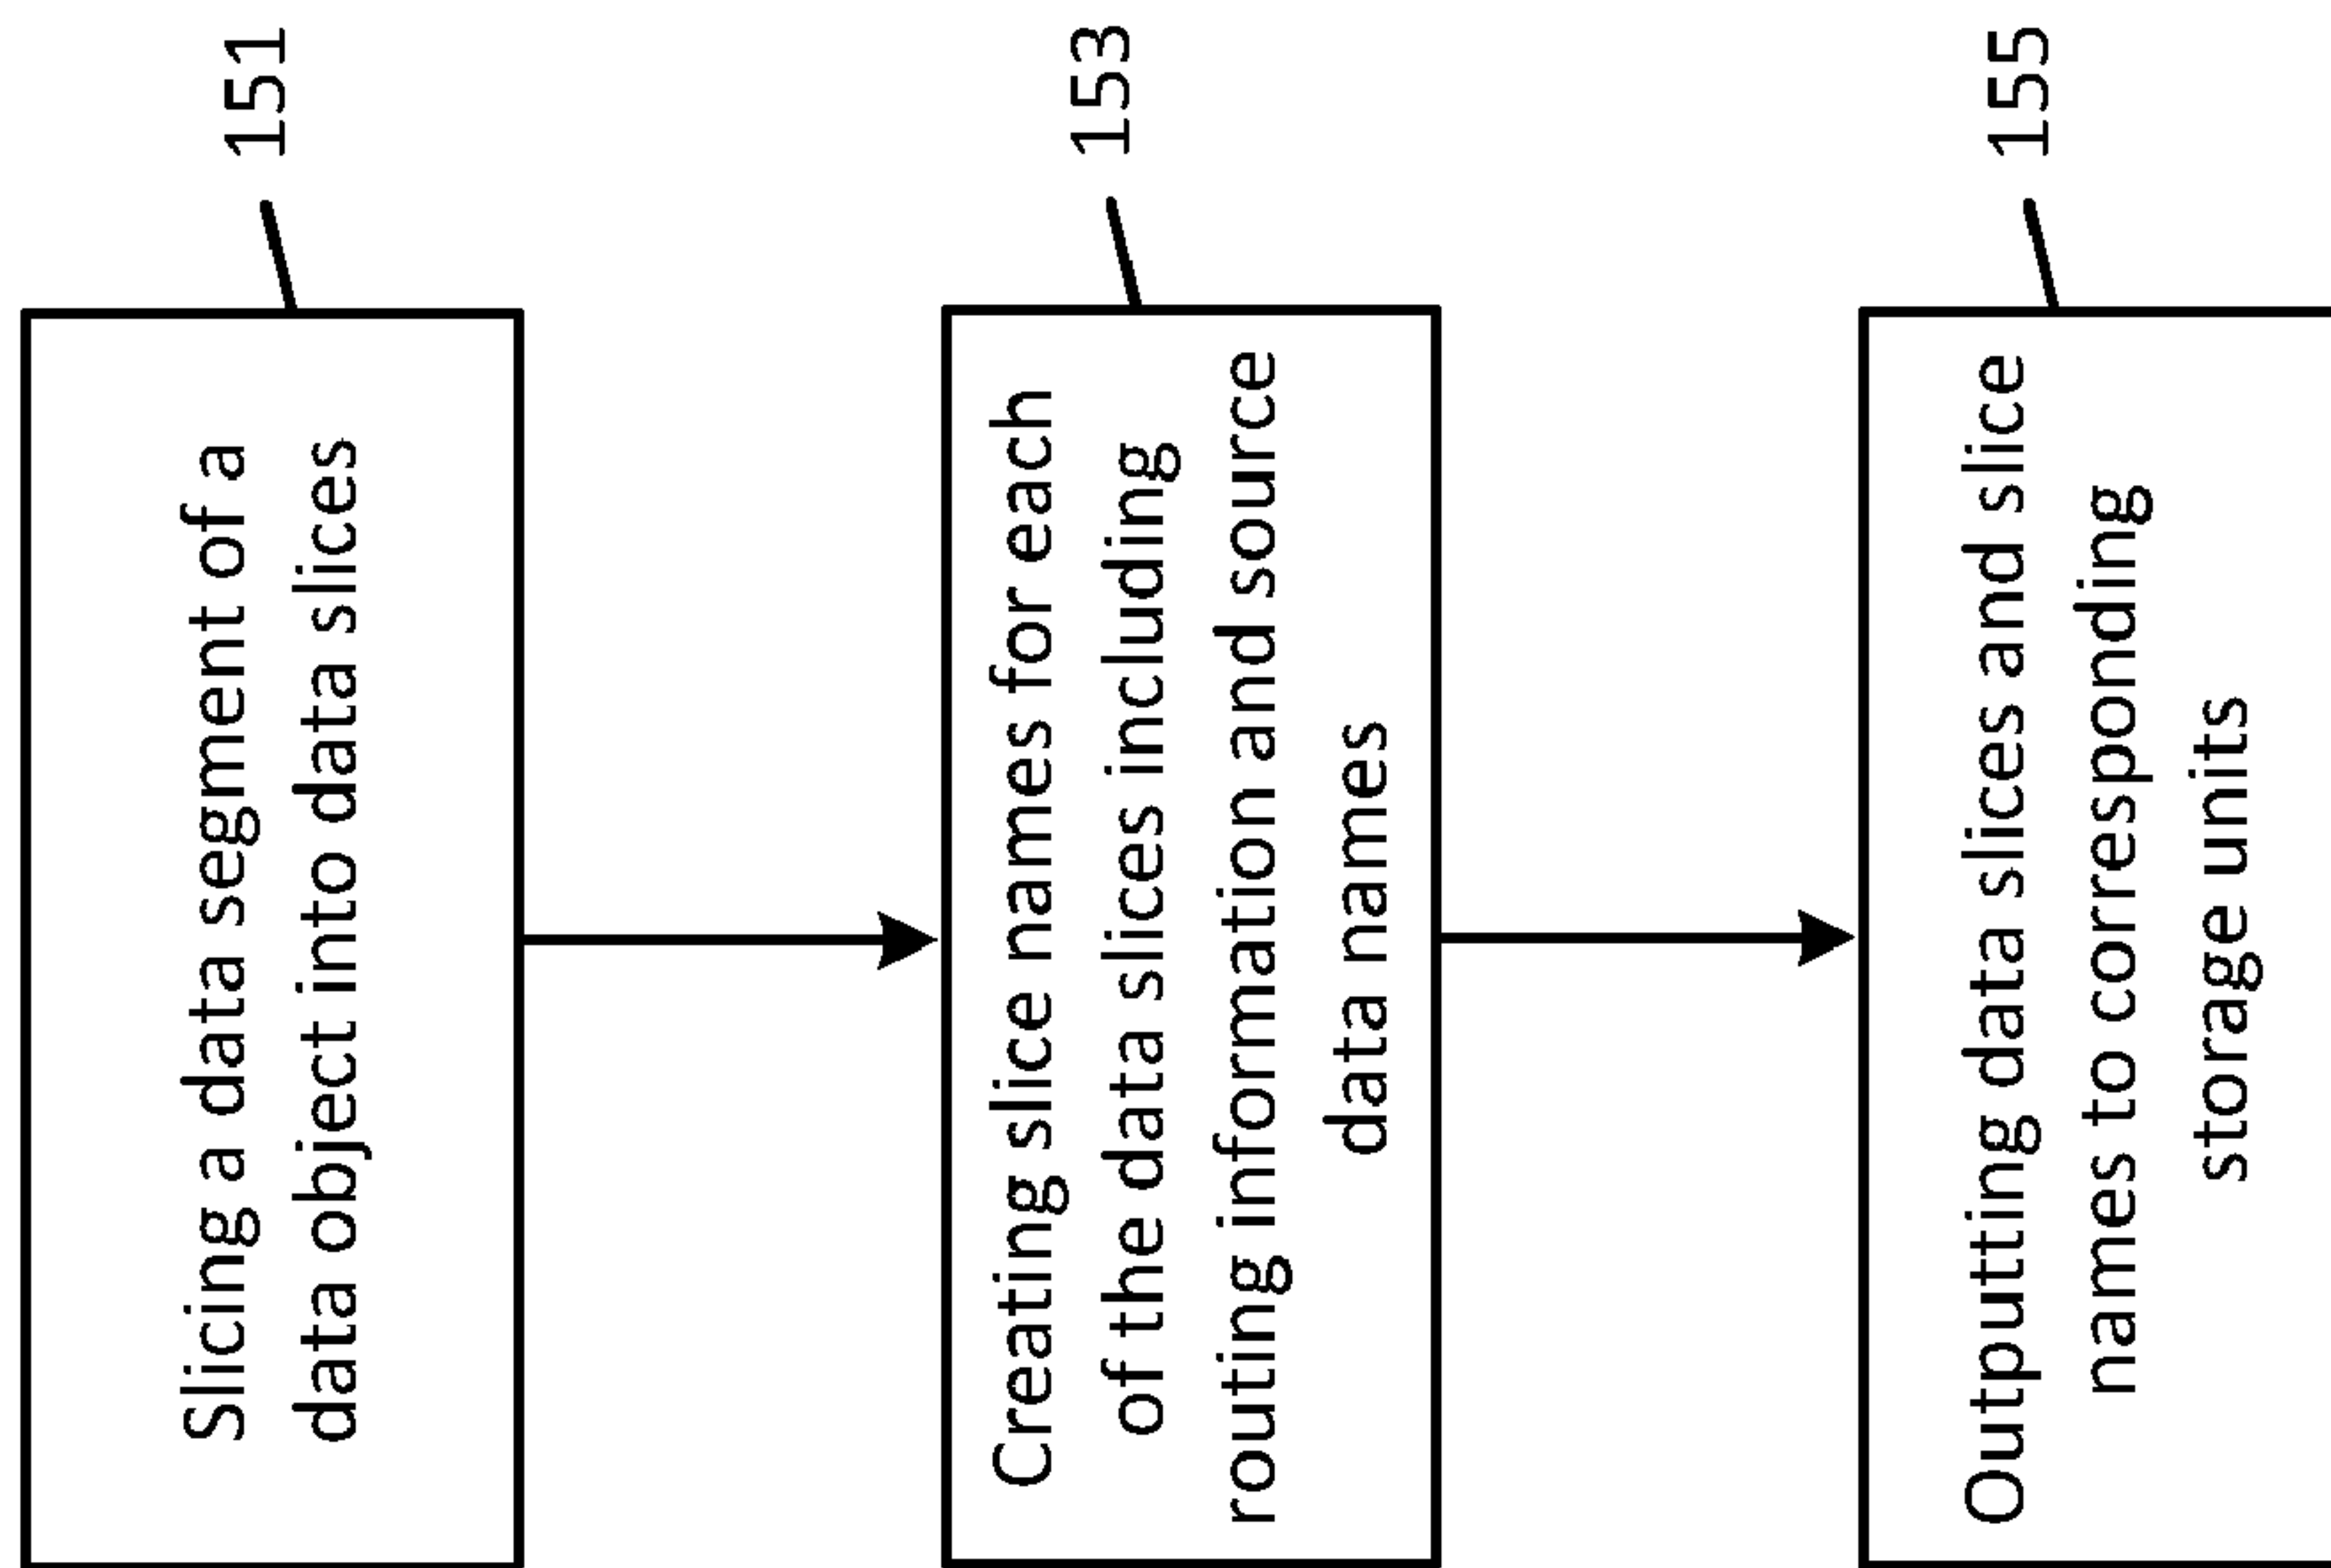 Slicing a data segment of a
data object into data slices
151
Creating slice names for each
of the data slices including
routing information and source
data names
153
Outputting data slices and slice
names to corresponding
storage units
155